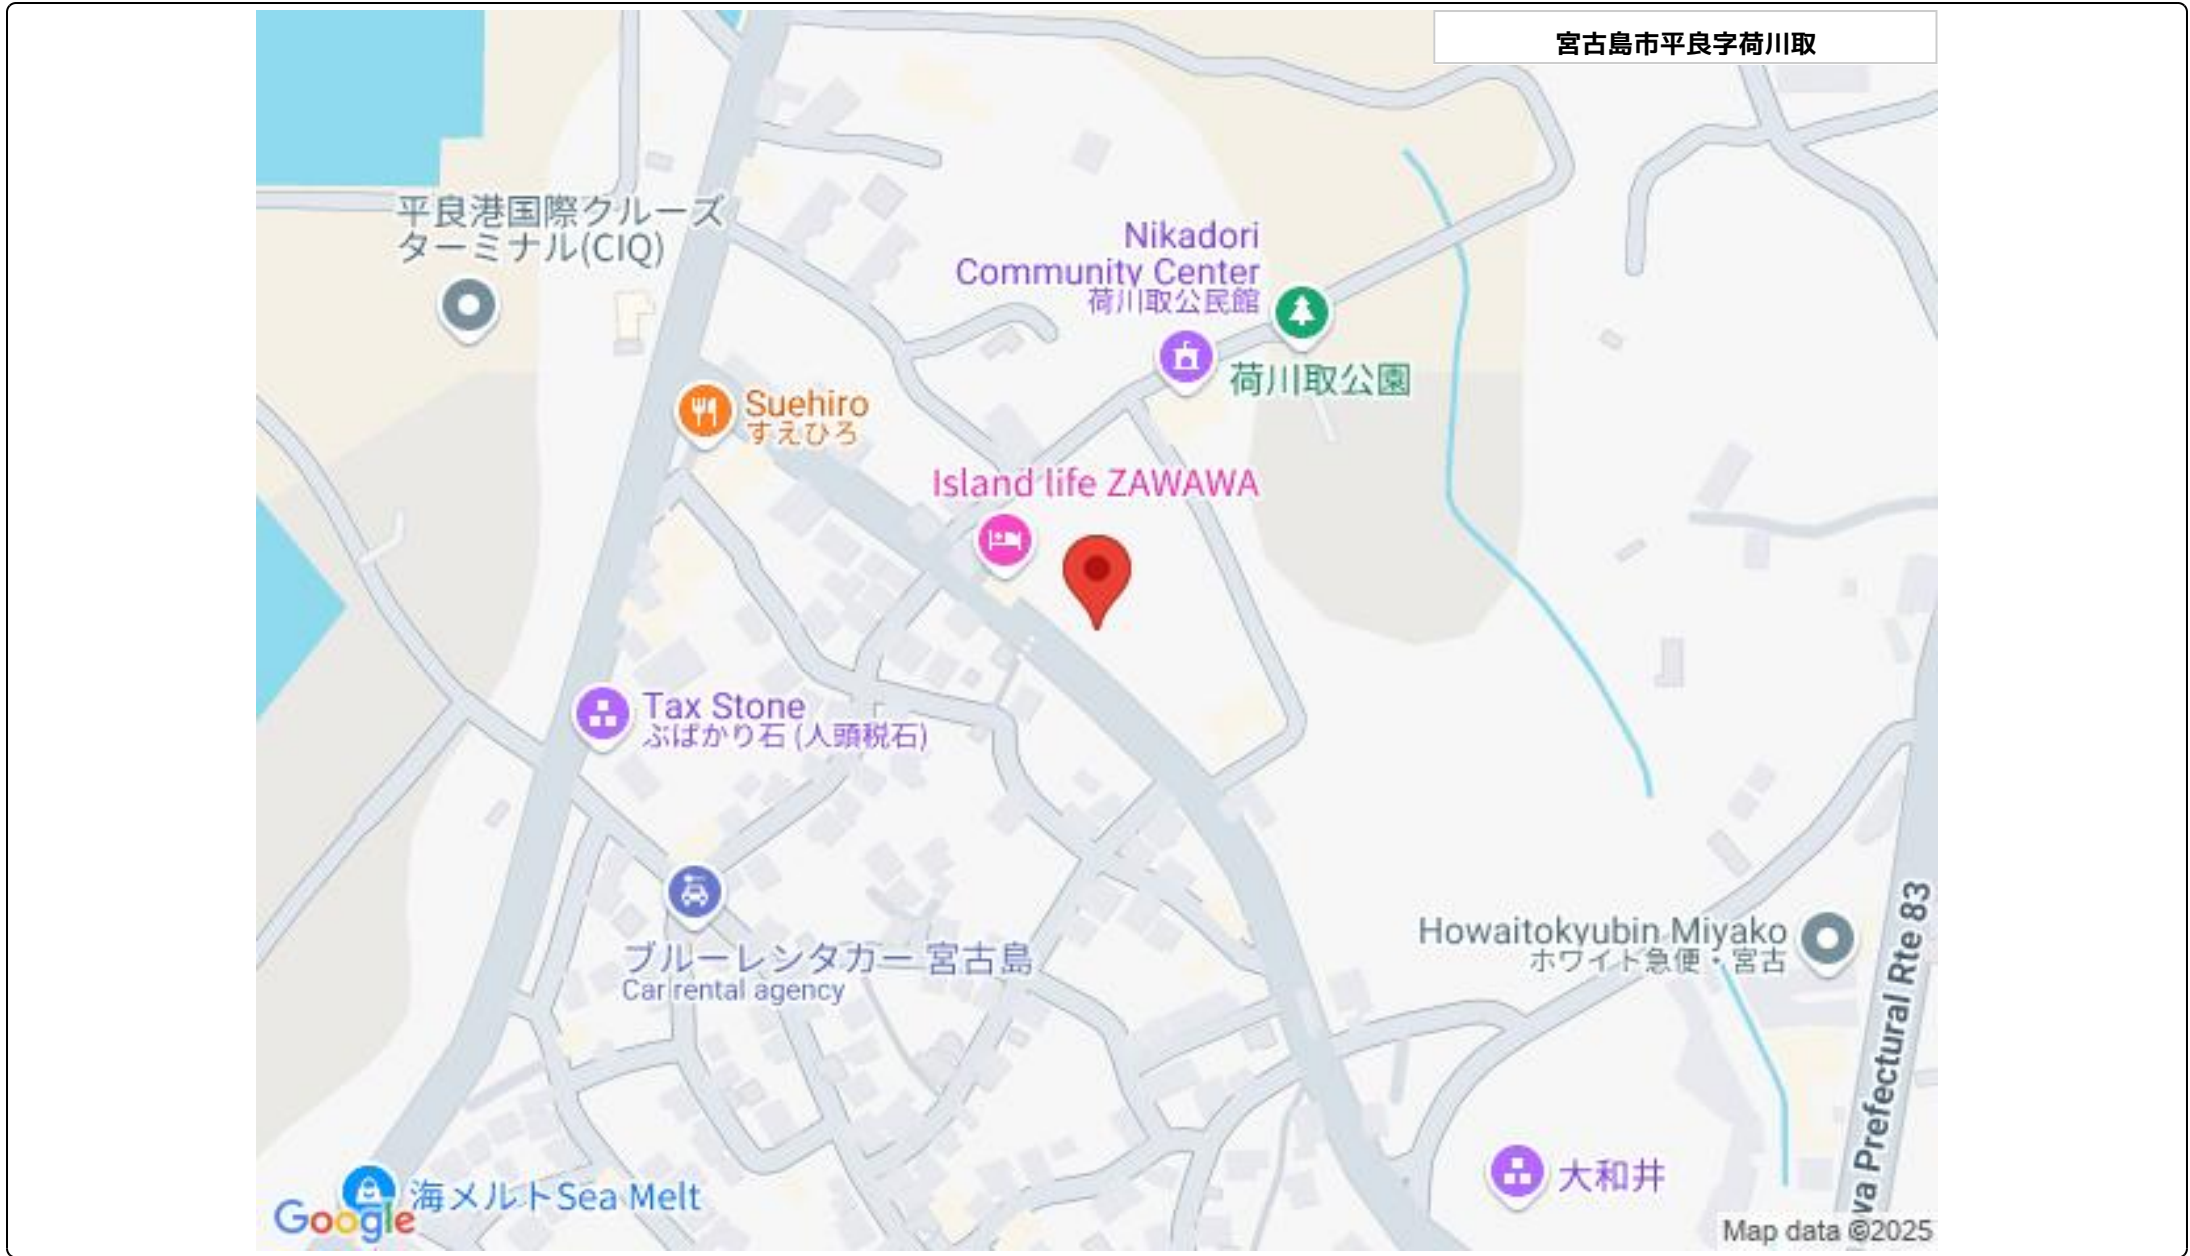 宮古島市平良字荷川取
平良港国際クルーズ
ターミナル(CIQ)
Nikadori
Community Center
荷川取公民館
荷川取公園
Suehiro
すえひろ
Island life ZAWAWA
Tax Stone
ぶばかり石 (人頭税石)
ブルーレンタカー 宮古島
Car rental agency
Howaitokyubin Miyako
ホワイト急便・宮古
va Prefectural Rte 83
大和井
海メルトSea Melt
Google
Map data ©2025